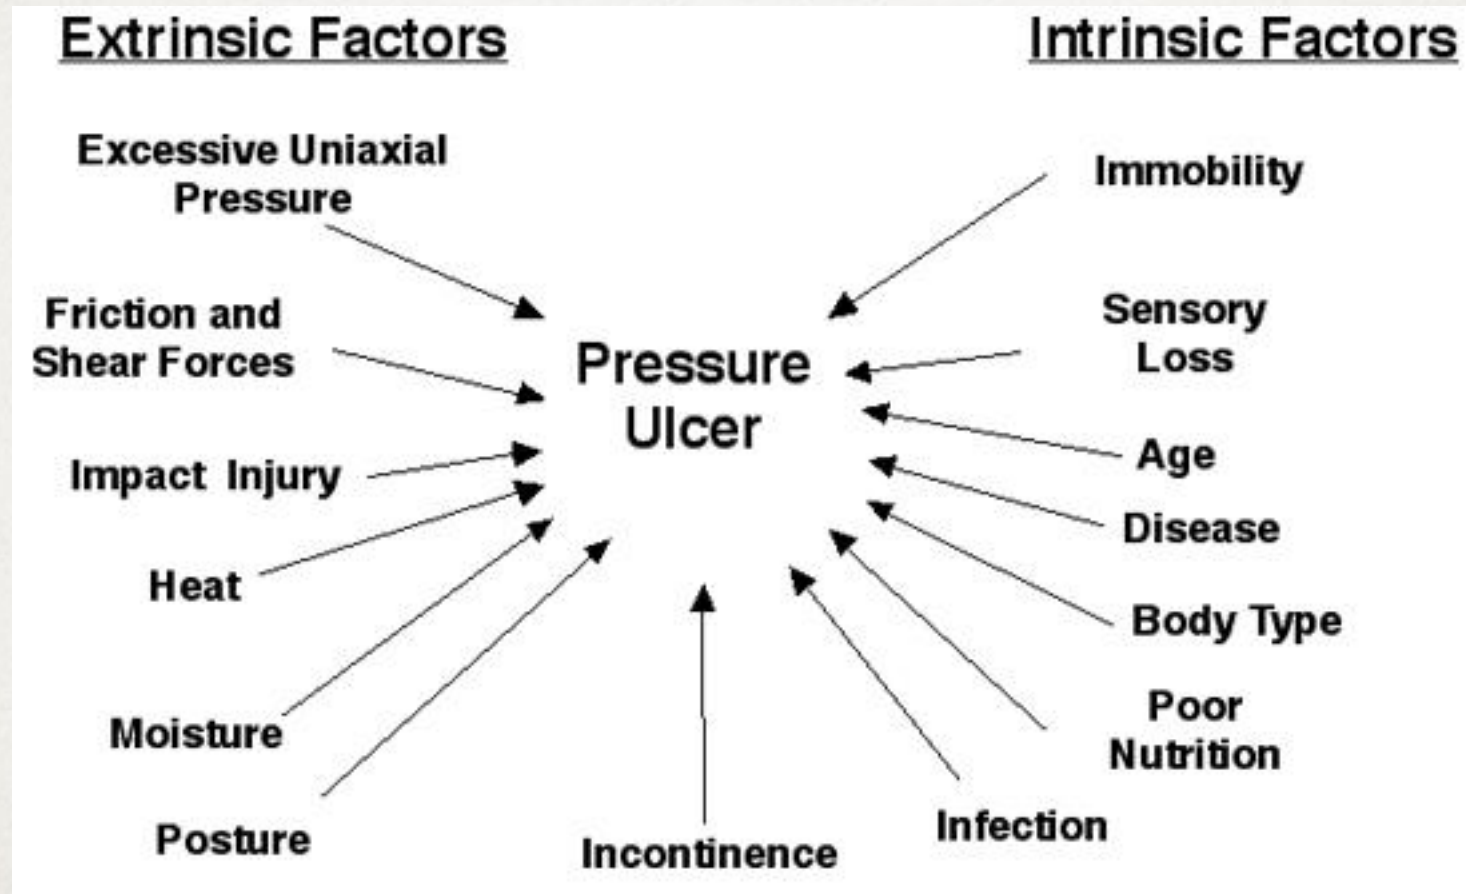 Extrinsic Factors
Intrinsic Factors
Excessive Uniaxial
Pressure
Friction and
Shear Forces
Impact Injury
Heat
Moisture
Posture
Pressure
Ulcer
Incontinence
Immobility
Sensory
Loss
Age
Disease
Body Type
Poor
Nutrition
Infection